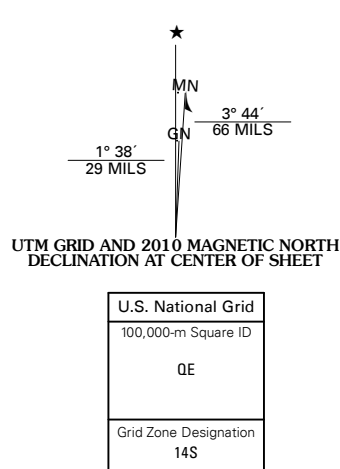 ★
MN
3° 44´
66 MILS
GN
1° 38´
29 MILS
UTM GRID AND 2010 MAGNETIC NORTH
DECLINATION AT CENTER OF SHEET
U.S. National Grid
100,000-m Square ID
QE
Grid Zone Designation
14S